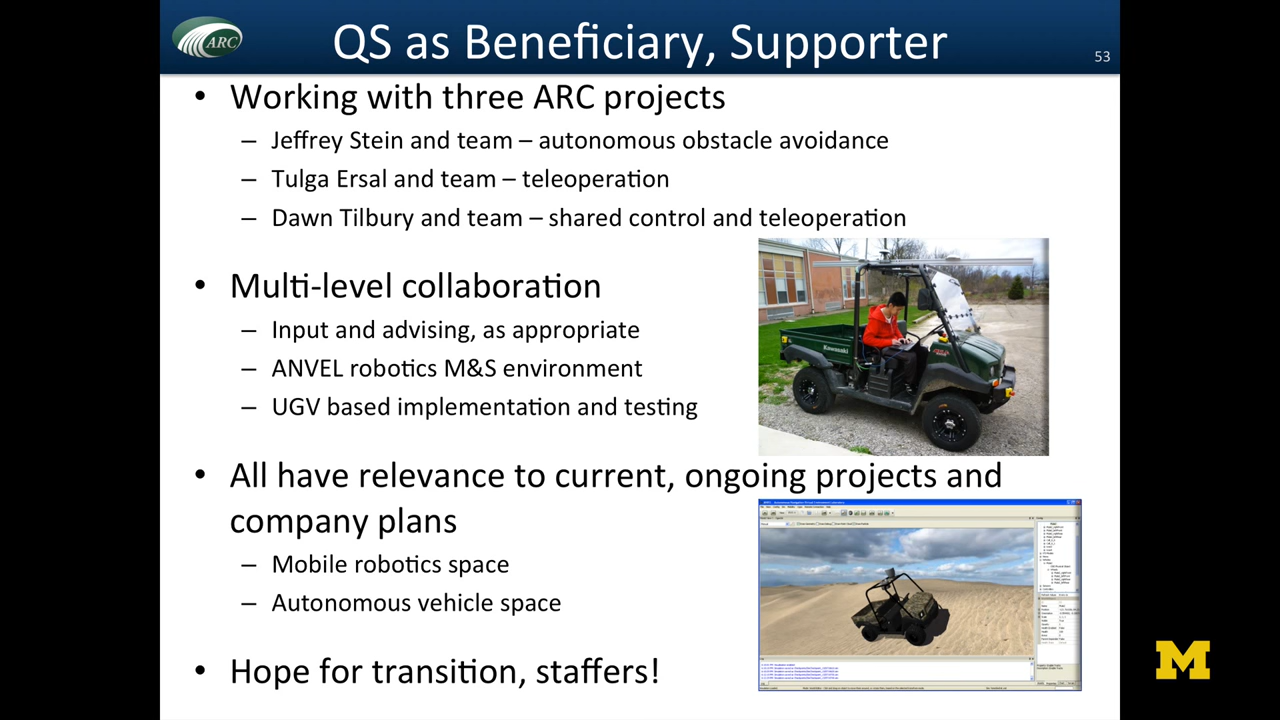 ARC
QS as Beneficiary, Supporter
53
• Working with three ARC projects
– Jeffrey Stein and team – autonomous obstacle avoidance
– Tulga Ersal and team – teleoperation
– Dawn Tilbury and team – shared control and teleoperation
• Multi-level collaboration
– Input and advising, as appropriate
– ANVEL robotics M&S environment
– UGV based implementation and testing
Kawasaki
• All have relevance to current, ongoing projects and
company plans
– Mobile robotics space
– Autonomous vehicle space
• Hope for transition, staffers!
M